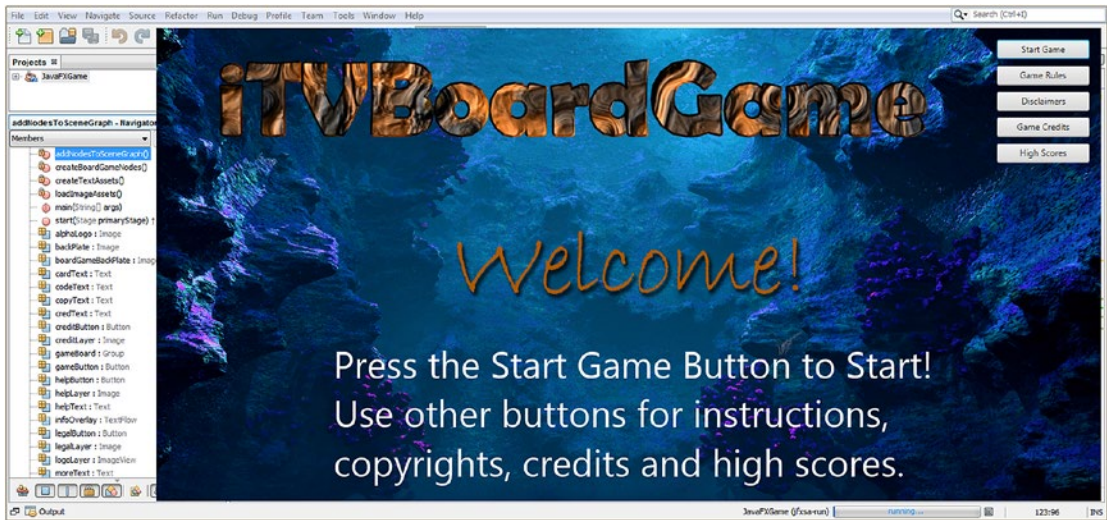 File Edit View Navigate Source Refactor Run Debug Profile Team Tools Window Help
Search (Ctrl+I)
Projects
JavaFXGame
addNodesToSceneGraph - Navigator
Members
addNodesToSceneGraph()
createBoardGameNodes()
createTextAssets()
loadImageAssets()
main(String[] args)
start(Stage primaryStage)
alphaLogo : Image
backPlate : Image
boardGameBackPlate : Imag
cardText : Text
codeText : Text
copyText : Text
credText : Text
creditButton : Button
creditLayer : Image
gameBoard : Group
gameButton : Button
helpButton : Button
helpLayer : Image
helpText : Text
infoOverlay : TextFlow
legalButton : Button
legalLayer : Image
logoLayer : ImageView
moreText : Text
iTVBoardGame
Start Game
Game Rules
Disclaimers
Game Credits
High Scores
Welcome!
Press the Start Game Button to Start!
Use other buttons for instructions,
copyrights, credits and high scores.
Output
JavaFXGame (jfxsa-run)
running...
123:96
INS